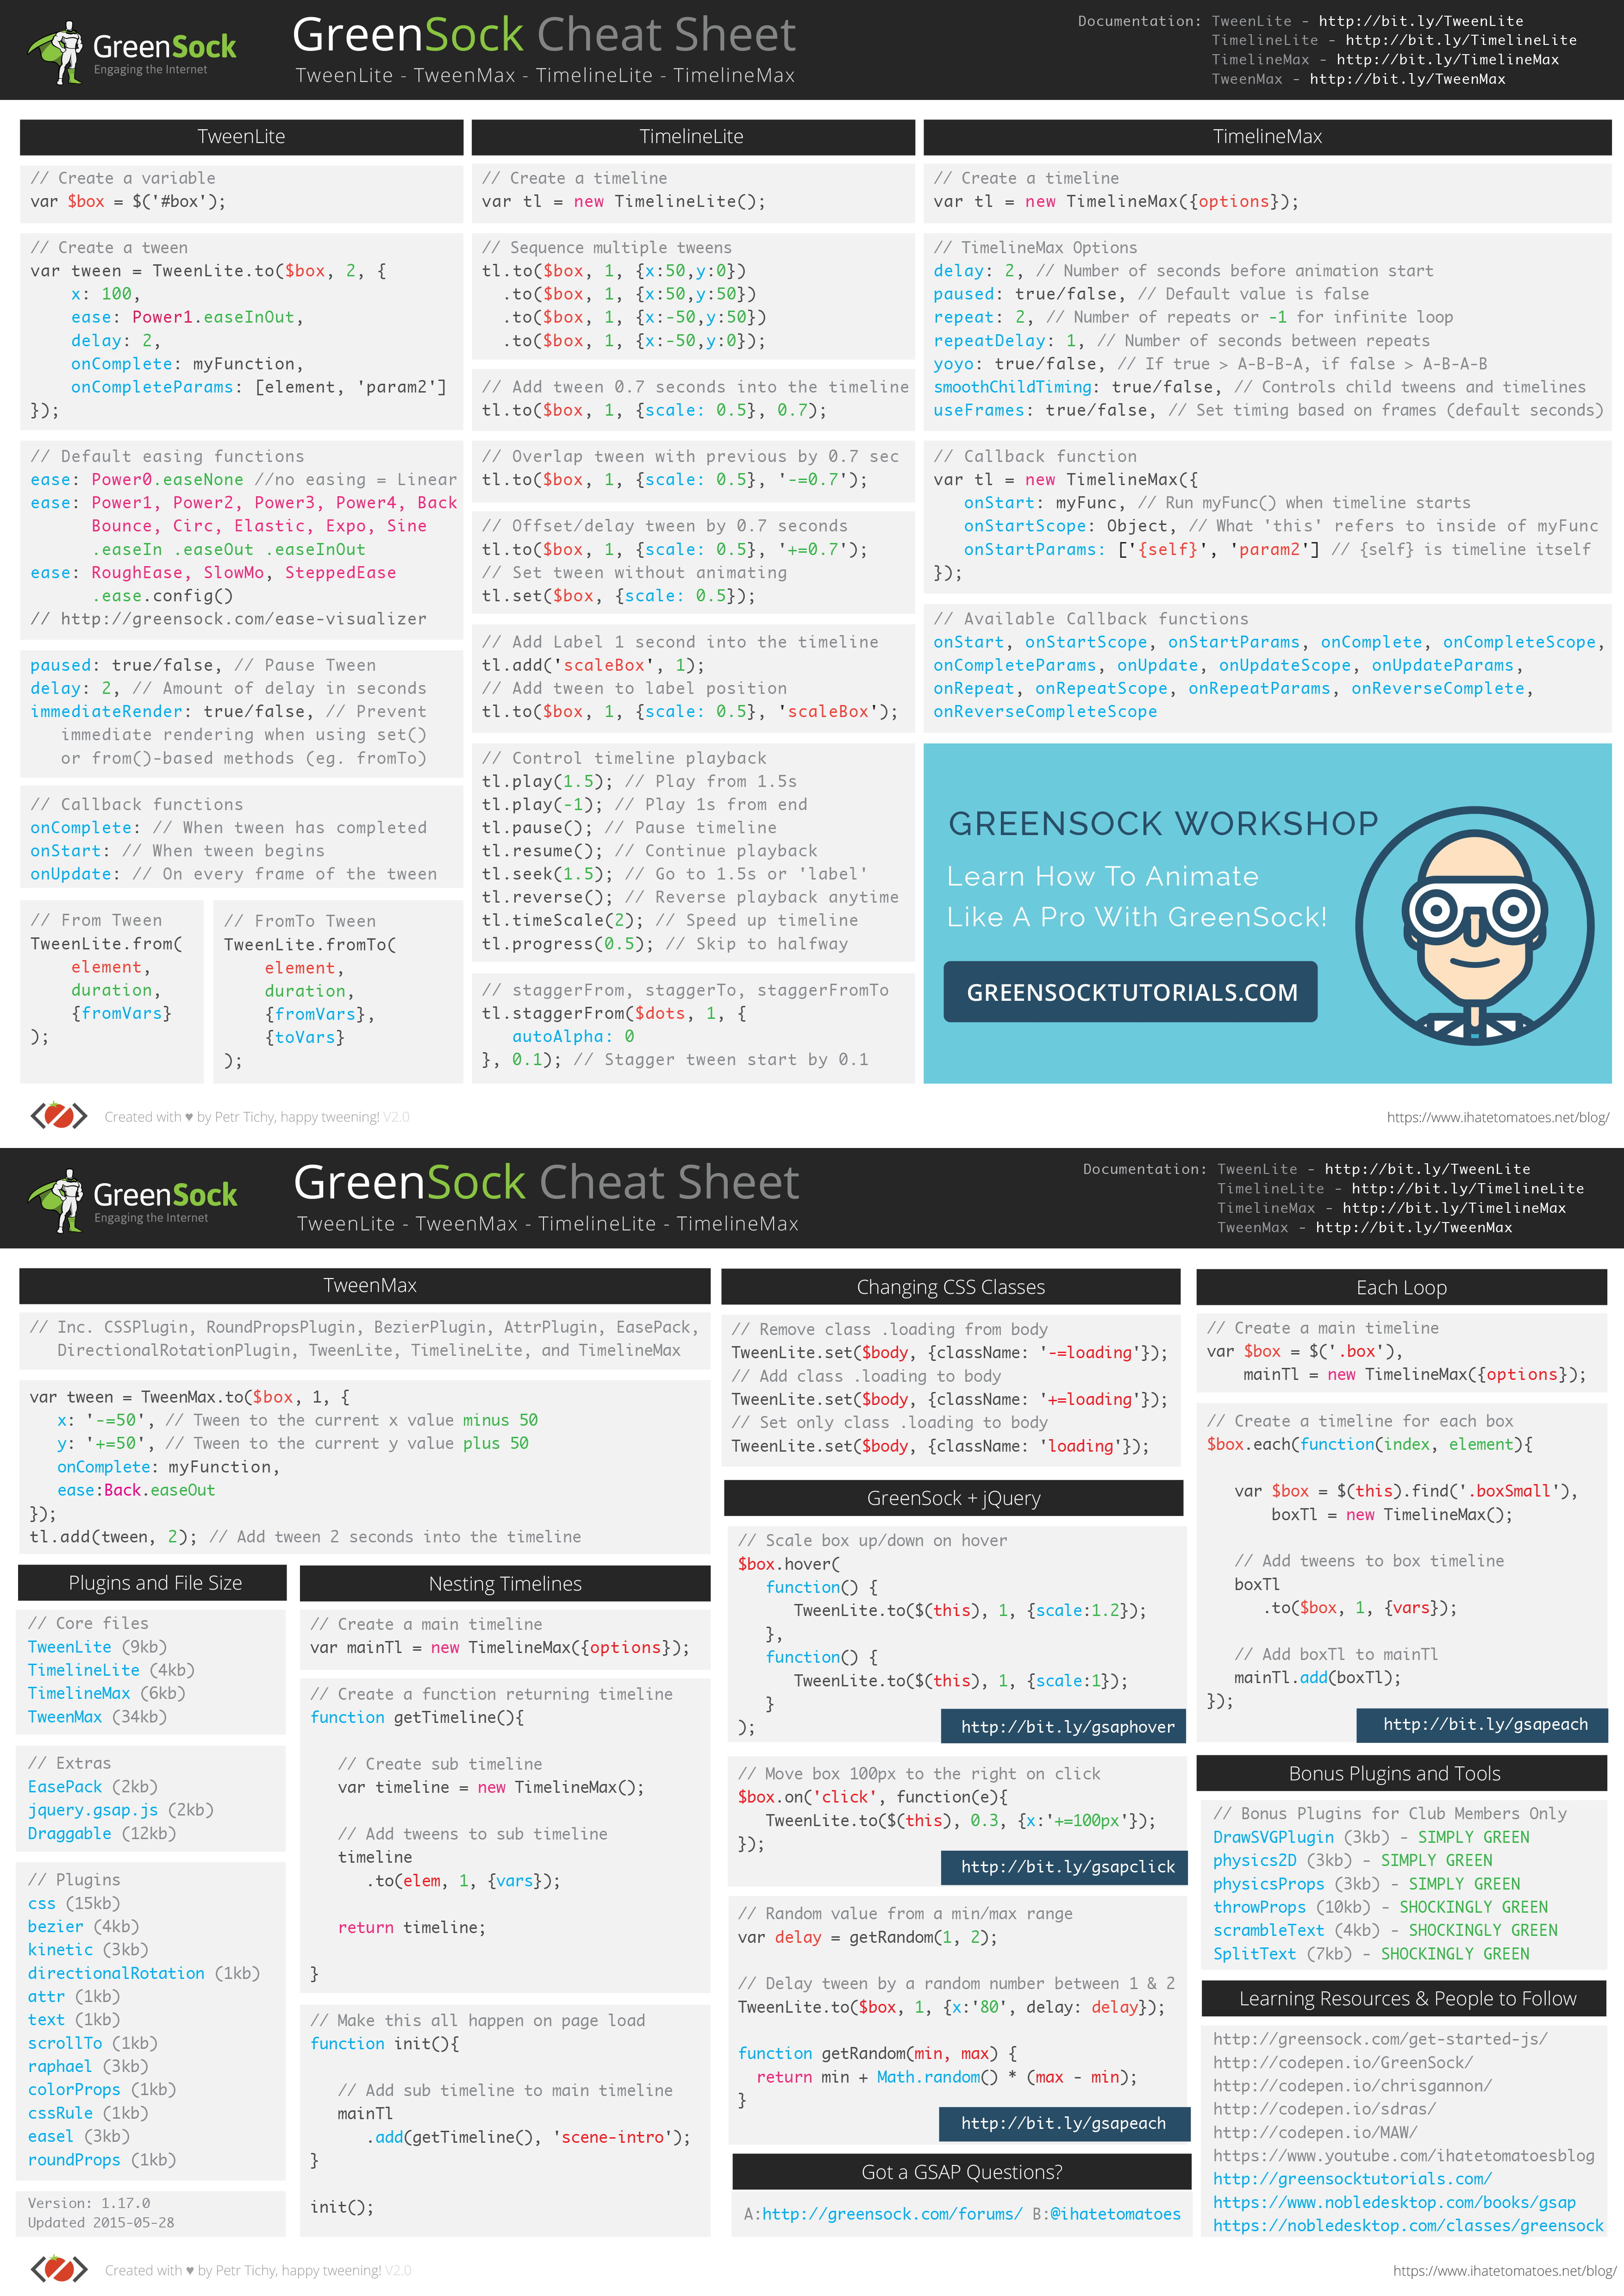 GreenSock
Engaging the Internet
GreenSock Cheat Sheet
TweenLite - TweenMax - TimelineLite - TimelineMax
Documentation: TweenLite - http://bit.ly/TweenLite
TimelineLite - http://bit.ly/TimelineLite
TimelineMax - http://bit.ly/TimelineMax
TweenMax - http://bit.ly/TweenMax
TweenLite
// Create a variable
var $box = $('#box');
// Create a tween
var tween = TweenLite.to($box, 2, {
x: 100,
ease: Power1.easeInOut,
delay: 2,
onComplete: myFunction,
onCompleteParams: [element, 'param2']
});
// Default easing functions
ease: Power0.easeNone //no easing = Linear
ease: Power1, Power2, Power3, Power4, Back
Bounce, Circ, Elastic, Expo, Sine
.easeIn .easeOut .easeInOut
ease: RoughEase, SlowMo, SteppedEase
.ease.config()
// http://greensock.com/ease-visualizer
paused: true/false, // Pause Tween
delay: 2, // Amount of delay in seconds
immediateRender: true/false, // Prevent
immediate rendering when using set()
or from()-based methods (eg. fromTo)
// Callback functions
onComplete: // When tween has completed
onStart: // When tween begins
onUpdate: // On every frame of the tween
// From Tween
TweenLite.from(
element,
duration,
{fromVars}
);
// FromTo Tween
TweenLite.fromTo(
element,
duration,
{fromVars},
{toVars}
);
TimelineLite
// Create a timeline
var tl = new TimelineLite();
// Sequence multiple tweens
tl.to($box, 1, {x:50,y:0})
.to($box, 1, {x:50,y:50})
.to($box, 1, {x:-50,y:50})
.to($box, 1, {x:-50,y:0});
// Add tween 0.7 seconds into the timeline
tl.to($box, 1, {scale: 0.5}, 0.7);
// Overlap tween with previous by 0.7 sec
tl.to($box, 1, {scale: 0.5}, '-=0.7');
// Offset/delay tween by 0.7 seconds
tl.to($box, 1, {scale: 0.5}, '+=0.7');
// Set tween without animating
tl.set($box, {scale: 0.5});
// Add Label 1 second into the timeline
tl.add('scaleBox', 1);
// Add tween to label position
tl.to($box, 1, {scale: 0.5}, 'scaleBox');
// Control timeline playback
tl.play(1.5); // Play from 1.5s
tl.play(-1); // Play 1s from end
tl.pause(); // Pause timeline
tl.resume(); // Continue playback
tl.seek(1.5); // Go to 1.5s or 'label'
tl.reverse(); // Reverse playback anytime
tl.timeScale(2); // Speed up timeline
tl.progress(0.5); // Skip to halfway
// staggerFrom, staggerTo, staggerFromTo
tl.staggerFrom($dots, 1, {
autoAlpha: 0
}, 0.1); // Stagger tween start by 0.1
TimelineMax
// Create a timeline
var tl = new TimelineMax({options});
// TimelineMax Options
delay: 2, // Number of seconds before animation start
paused: true/false, // Default value is false
repeat: 2, // Number of repeats or -1 for infinite loop
repeatDelay: 1, // Number of seconds between repeats
yoyo: true/false, // If true > A-B-B-A, if false > A-B-A-B
smoothChildTiming: true/false, // Controls child tweens and timelines
useFrames: true/false, // Set timing based on frames (default seconds)
// Callback function
var tl = new TimelineMax({
onStart: myFunc, // Run myFunc() when timeline starts
onStartScope: Object, // What 'this' refers to inside of myFunc
onStartParams: ['{self}', 'param2'] // {self} is timeline itself
});
// Available Callback functions
onStart, onStartScope, onStartParams, onComplete, onCompleteScope,
onCompleteParams, onUpdate, onUpdateScope, onUpdateParams,
onRepeat, onRepeatScope, onRepeatParams, onReverseComplete,
onReverseCompleteScope
GREENSOCK WORKSHOP
Learn How To Animate
Like A Pro With GreenSock!
GREENSOCKTUTORIALS.COM
Created with ♥ by Petr Tichy, happy tweening! V2.0
https://www.ihatetomatoes.net/blog/
GreenSock
Engaging the Internet
GreenSock Cheat Sheet
TweenLite - TweenMax - TimelineLite - TimelineMax
Documentation: TweenLite - http://bit.ly/TweenLite
TimelineLite - http://bit.ly/TimelineLite
TimelineMax - http://bit.ly/TimelineMax
TweenMax - http://bit.ly/TweenMax
TweenMax
// Inc. CSSPlugin, RoundPropsPlugin, BezierPlugin, AttrPlugin, EasePack,
DirectionalRotationPlugin, TweenLite, TimelineLite, and TimelineMax
var tween = TweenMax.to($box, 1, {
x: '-=50', // Tween to the current x value minus 50
y: '+=50', // Tween to the current y value plus 50
onComplete: myFunction,
ease:Back.easeOut
});
tl.add(tween, 2); // Add tween 2 seconds into the timeline
Plugins and File Size
// Core files
TweenLite (9kb)
TimelineLite (4kb)
TimelineMax (6kb)
TweenMax (34kb)
// Extras
EasePack (2kb)
jquery.gsap.js (2kb)
Draggable (12kb)
// Plugins
css (15kb)
bezier (4kb)
kinetic (3kb)
directionalRotation (1kb)
attr (1kb)
text (1kb)
scrollTo (1kb)
raphael (3kb)
colorProps (1kb)
cssRule (1kb)
easel (3kb)
roundProps (1kb)
Version: 1.17.0
Updated 2015-05-28
Nesting Timelines
// Create a main timeline
var mainTl = new TimelineMax({options});
// Create a function returning timeline
function getTimeline(){
// Create sub timeline
var timeline = new TimelineMax();
// Add tweens to sub timeline
timeline
.to(elem, 1, {vars});
return timeline;
}
// Make this all happen on page load
function init(){
// Add sub timeline to main timeline
mainTl
.add(getTimeline(), 'scene-intro');
}
init();
Changing CSS Classes
// Remove class .loading from body
TweenLite.set($body, {className: '-=loading'});
// Add class .loading to body
TweenLite.set($body, {className: '+=loading'});
// Set only class .loading to body
TweenLite.set($body, {className: 'loading'});
GreenSock + jQuery
// Scale box up/down on hover
$box.hover(
function() {
TweenLite.to($(this), 1, {scale:1.2});
},
function() {
TweenLite.to($(this), 1, {scale:1});
}
);
http://bit.ly/gsaphover
// Move box 100px to the right on click
$box.on('click', function(e){
TweenLite.to($(this), 0.3, {x:'+=100px'});
});
http://bit.ly/gsapclick
// Random value from a min/max range
var delay = getRandom(1, 2);
// Delay tween by a random number between 1 & 2
TweenLite.to($box, 1, {x:'80', delay: delay});
function getRandom(min, max) {
return min + Math.random() * (max - min);
}
http://bit.ly/gsapeach
Got a GSAP Questions?
A:http://greensock.com/forums/ B:@ihatetomatoes
Each Loop
// Create a main timeline
var $box = $('.box'),
mainTl = new TimelineMax({options});
// Create a timeline for each box
$box.each(function(index, element){
var $box = $(this).find('.boxSmall'),
boxTl = new TimelineMax();
// Add tweens to box timeline
boxTl
.to($box, 1, {vars});
// Add boxTl to mainTl
mainTl.add(boxTl);
});
http://bit.ly/gsapeach
Bonus Plugins and Tools
// Bonus Plugins for Club Members Only
DrawSVGPlugin (3kb) - SIMPLY GREEN
physics2D (3kb) - SIMPLY GREEN
physicsProps (3kb) - SIMPLY GREEN
throwProps (10kb) - SHOCKINGLY GREEN
scrambleText (4kb) - SHOCKINGLY GREEN
SplitText (7kb) - SHOCKINGLY GREEN
Learning Resources & People to Follow
http://greensock.com/get-started-js/
http://codepen.io/GreenSock/
http://codepen.io/chrisgannon/
http://codepen.io/sdras/
http://codepen.io/MAW/
https://www.youtube.com/ihatetomatoesblog
http://greensocktutorials.com/
https://www.nobledesktop.com/books/gsap
https://nobledesktop.com/classes/greensock
Created with ♥ by Petr Tichy, happy tweening! V2.0
https://www.ihatetomatoes.net/blog/